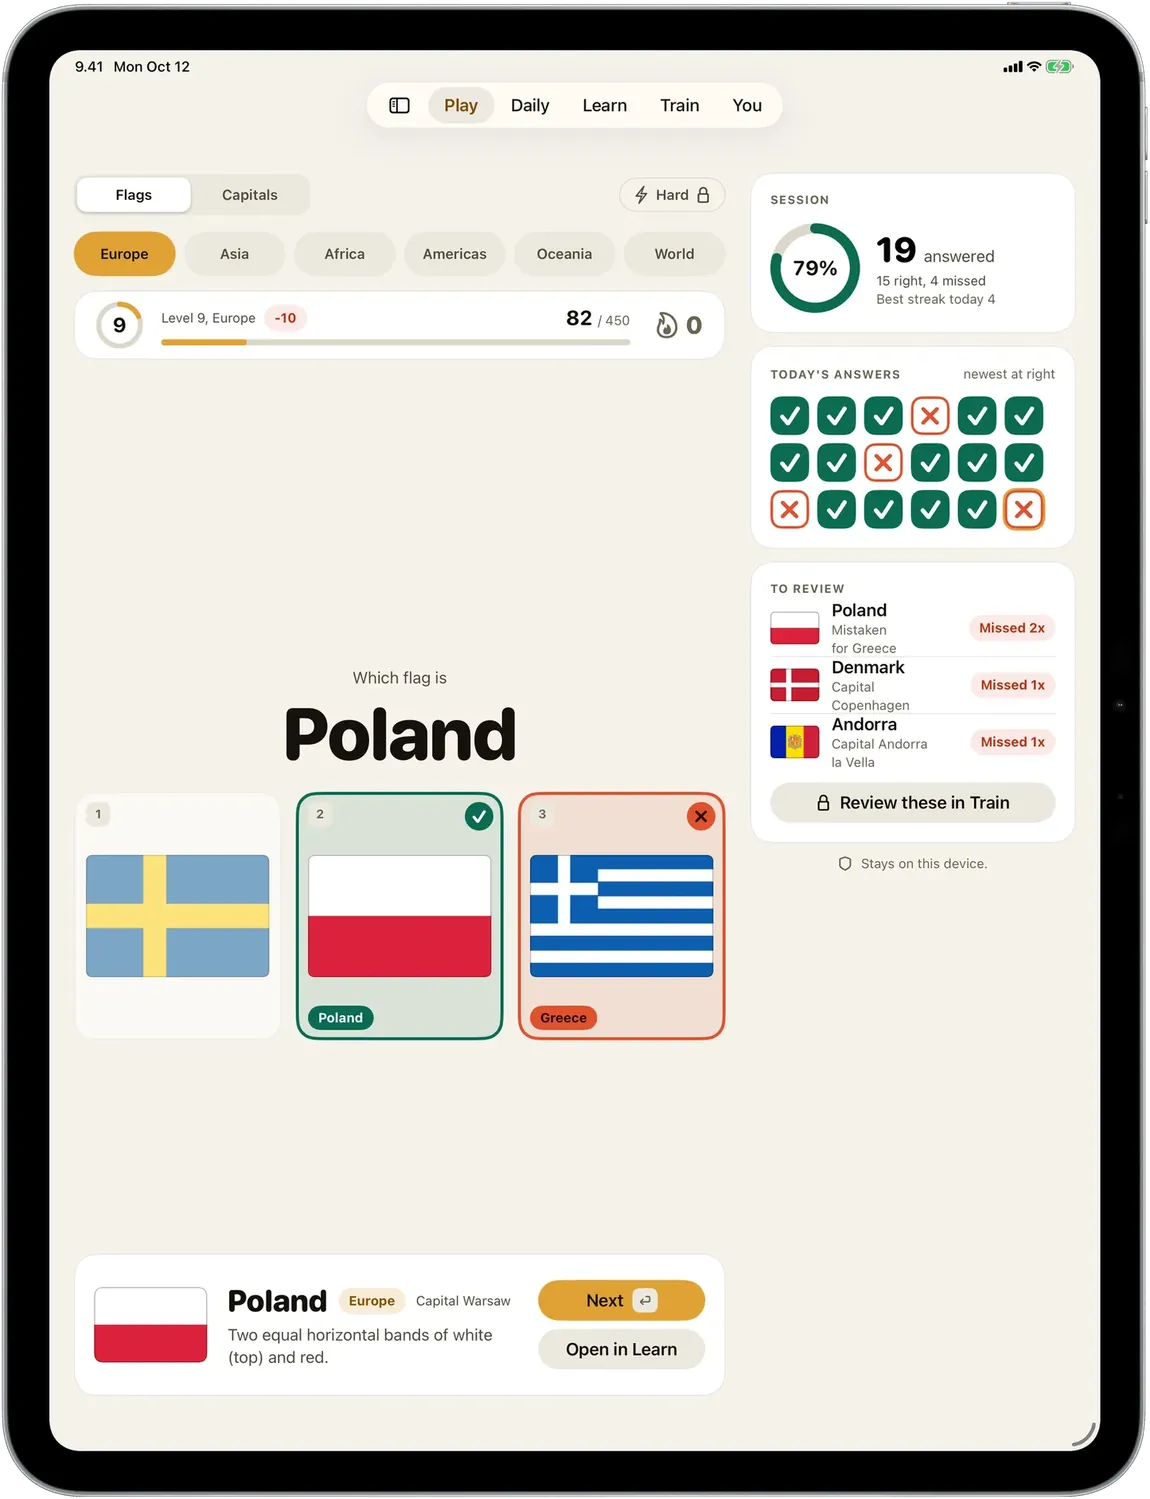 9.41 Mon Oct 12
Play Daily Learn Train You
Flags Capitals
Hard
Europe Asia Africa Americas Oceania World
9
Level 9, Europe -10
82 / 450
0
Which flag is
Poland
1
2
3
Poland
Greece
Poland Europe Capital Warsaw
Two equal horizontal bands of white
(top) and red.
Next
Open in Learn
SESSION
79%
19 answered
15 right, 4 missed
Best streak today 4
TODAY'S ANSWERS newest at right
TO REVIEW
Poland
Mistaken
for Greece
Missed 2x
Denmark
Capital
Copenhagen
Missed 1x
Andorra
Capital Andorra
la Vella
Missed 1x
Review these in Train
Stays on this device.